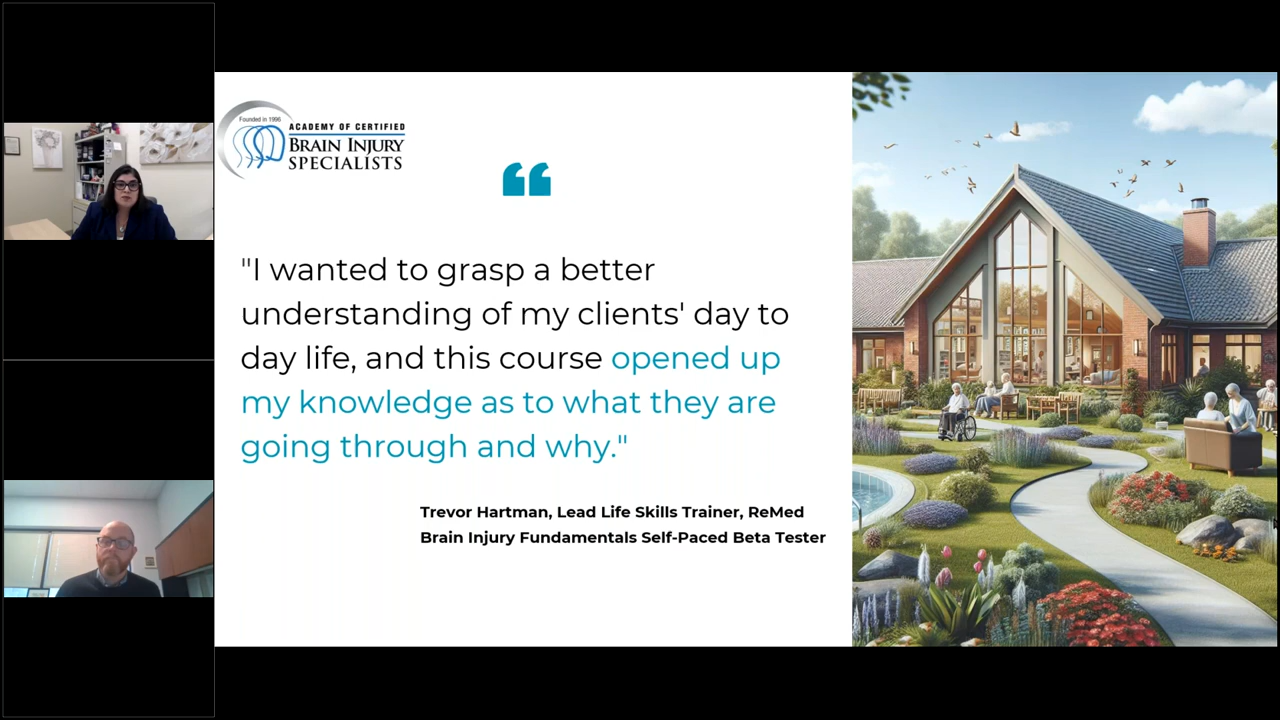 Founded in 1996
ACADEMY OF CERTIFIED
BRAIN INJURY
SPECIALISTS
“
"I wanted to grasp a better
understanding of my clients' day to
day life, and this course opened up
my knowledge as to what they are
going through and why."
Trevor Hartman, Lead Life Skills Trainer, ReMed
Brain Injury Fundamentals Self-Paced Beta Tester